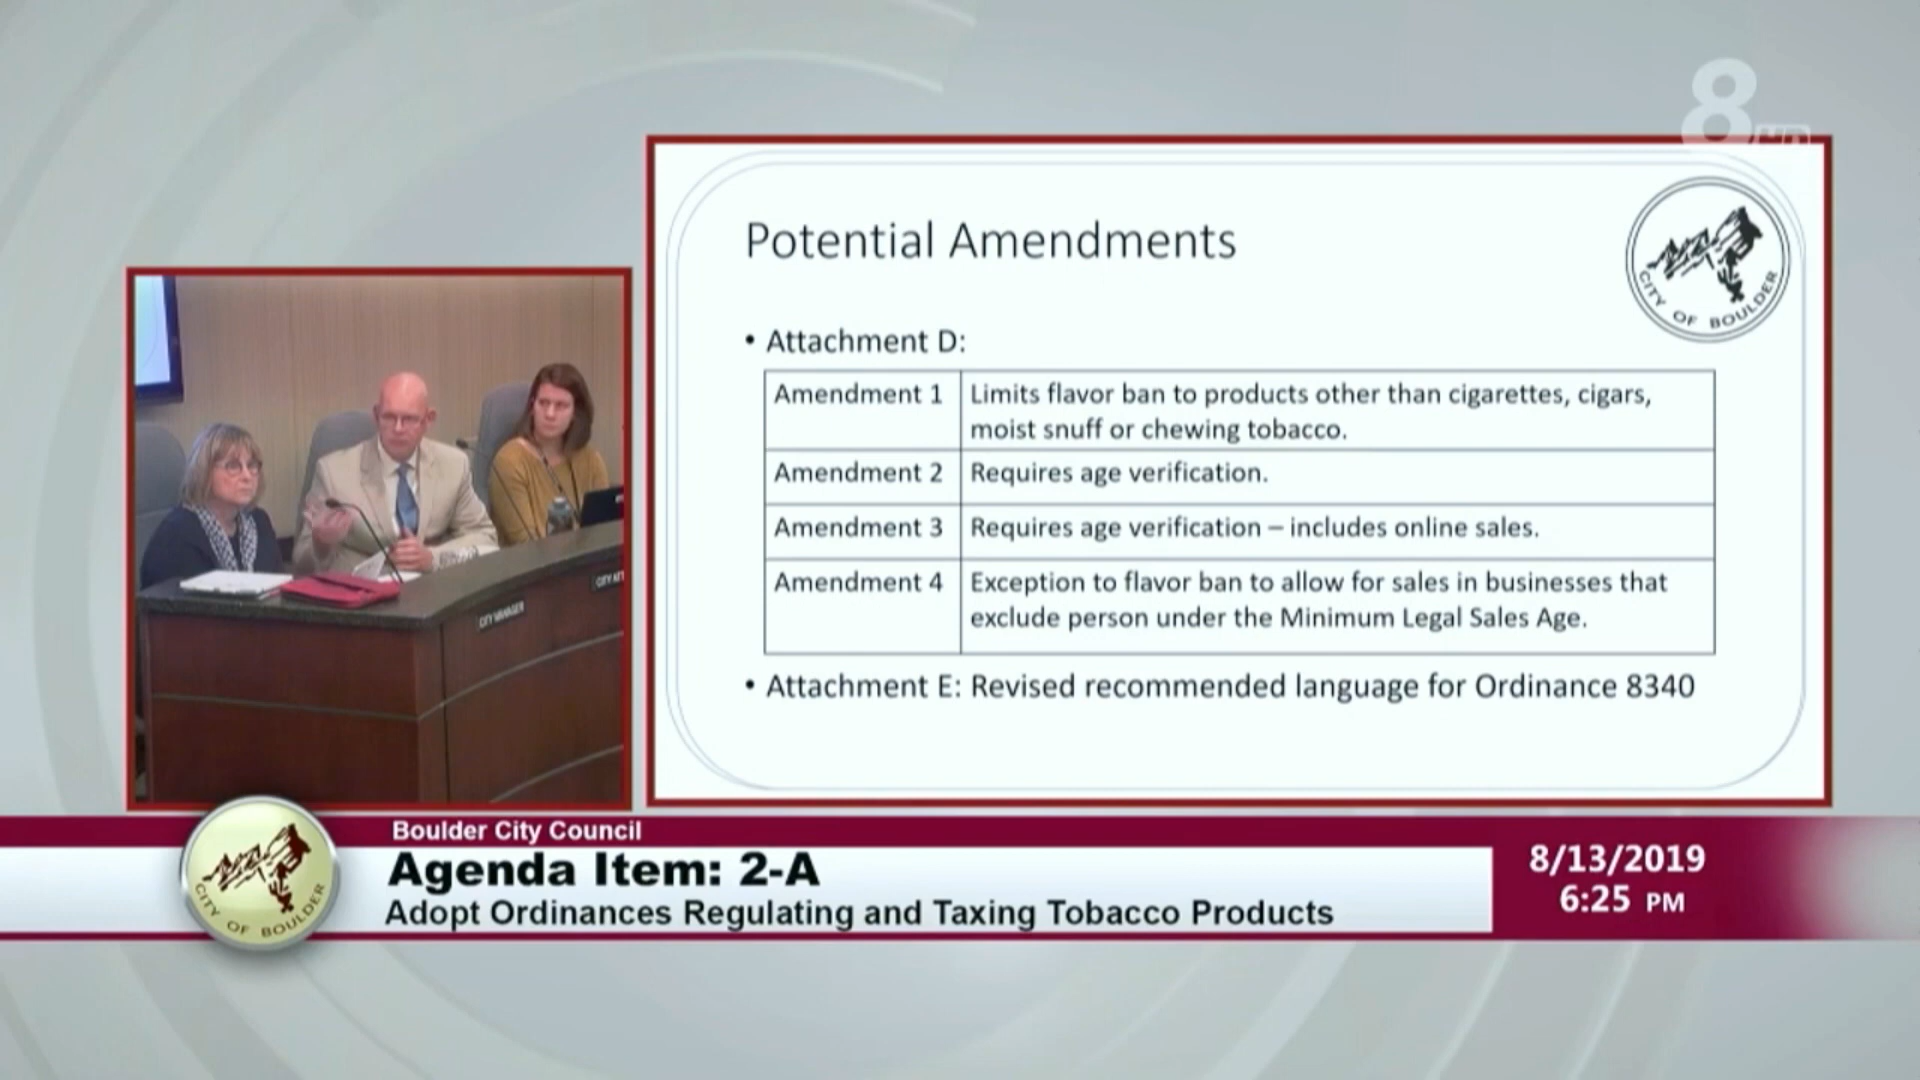 8
Potential Amendments
CITY OF BOULDER
• Attachment D:
Amendment 1 Limits flavor ban to products other than cigarettes, cigars,
moist snuff or chewing tobacco.
Amendment 2 Requires age verification.
Amendment 3 Requires age verification – includes online sales.
Amendment 4 Exception to flavor ban to allow for sales in businesses that
exclude person under the Minimum Legal Sales Age.
• Attachment E: Revised recommended language for Ordinance 8340
CITY MANAGER
CITY
Boulder City Council
Agenda Item: 2-A
Adopt Ordinances Regulating and Taxing Tobacco Products
8/13/2019
6:25 PM
CITY OF BOULDER